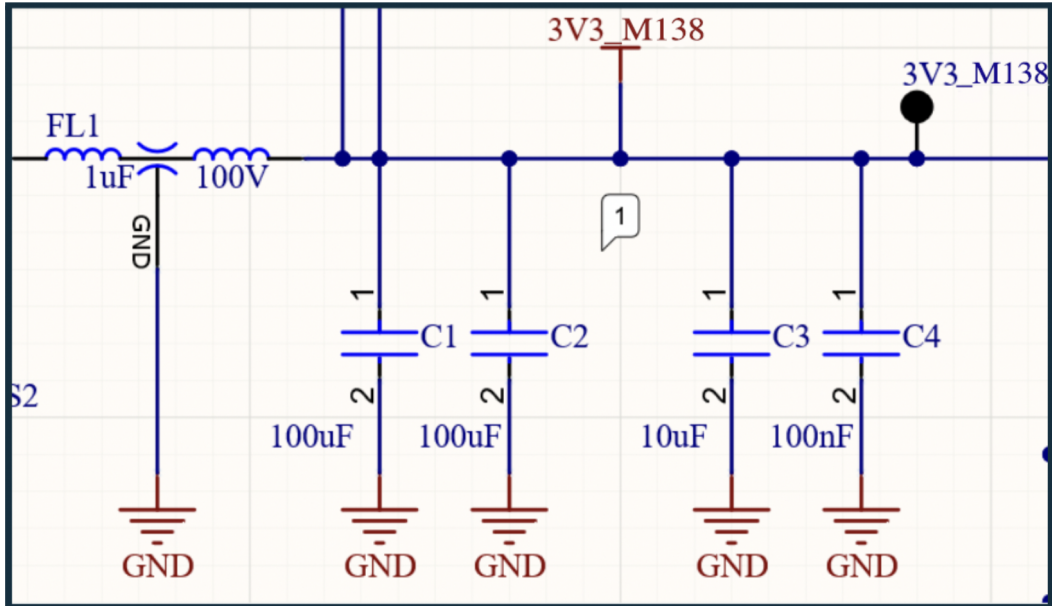 3V3_M138
3V3_M138
FL1
1uF
100V
GND
1
1
1
1
1
C1
C2
C3
C4
S2
2
2
2
2
100uF
100uF
10uF
100nF
GND
GND
GND
GND
GND